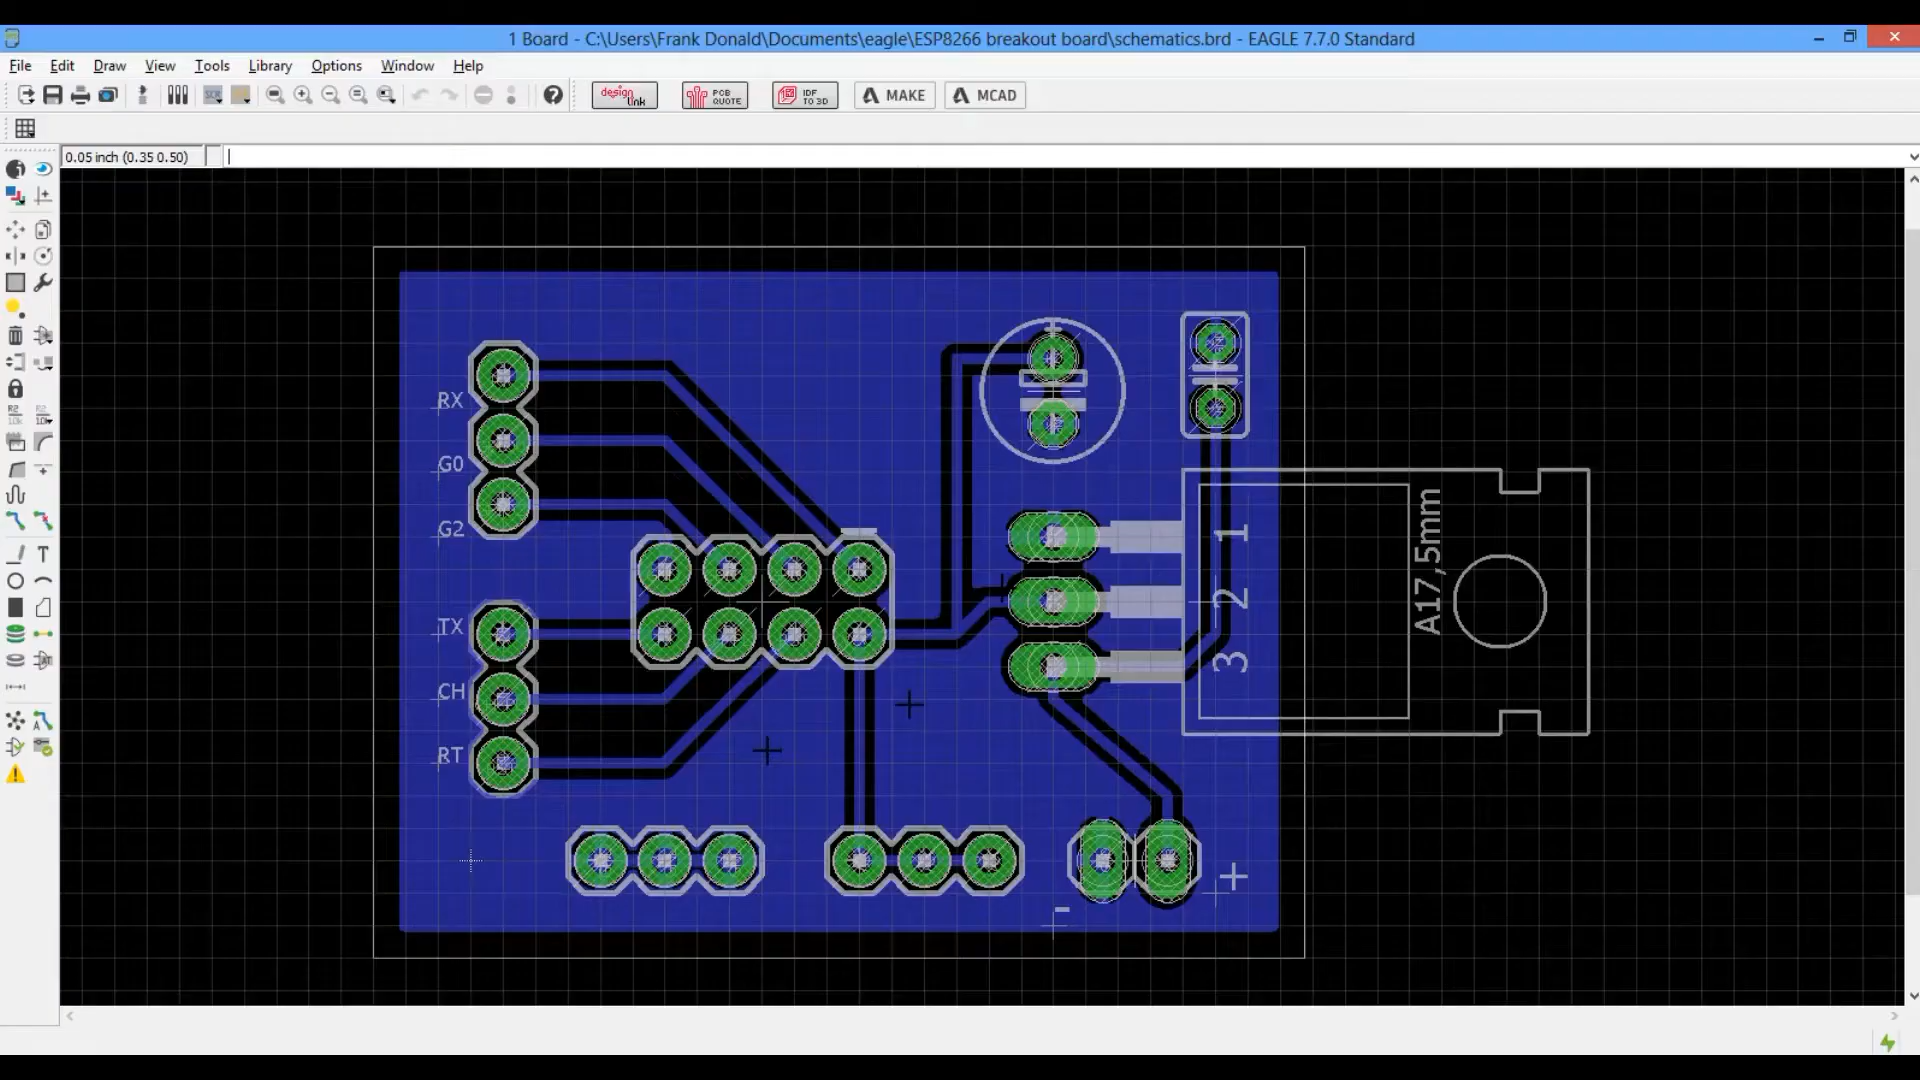 1 Board - C:\Users\Frank Donald\Documents\eagle\ESP8266 breakout board\schematics.brd - EAGLE 7.7.0 Standard
File Edit Draw View Tools Library Options Window Help
design link PCB QUOTE IDF TO 3D MAKE MCAD
0.05 inch (0.35 0.50)
RX
G0
G2
TX
CH
RT
1
2
3
A17,5mm
+
-